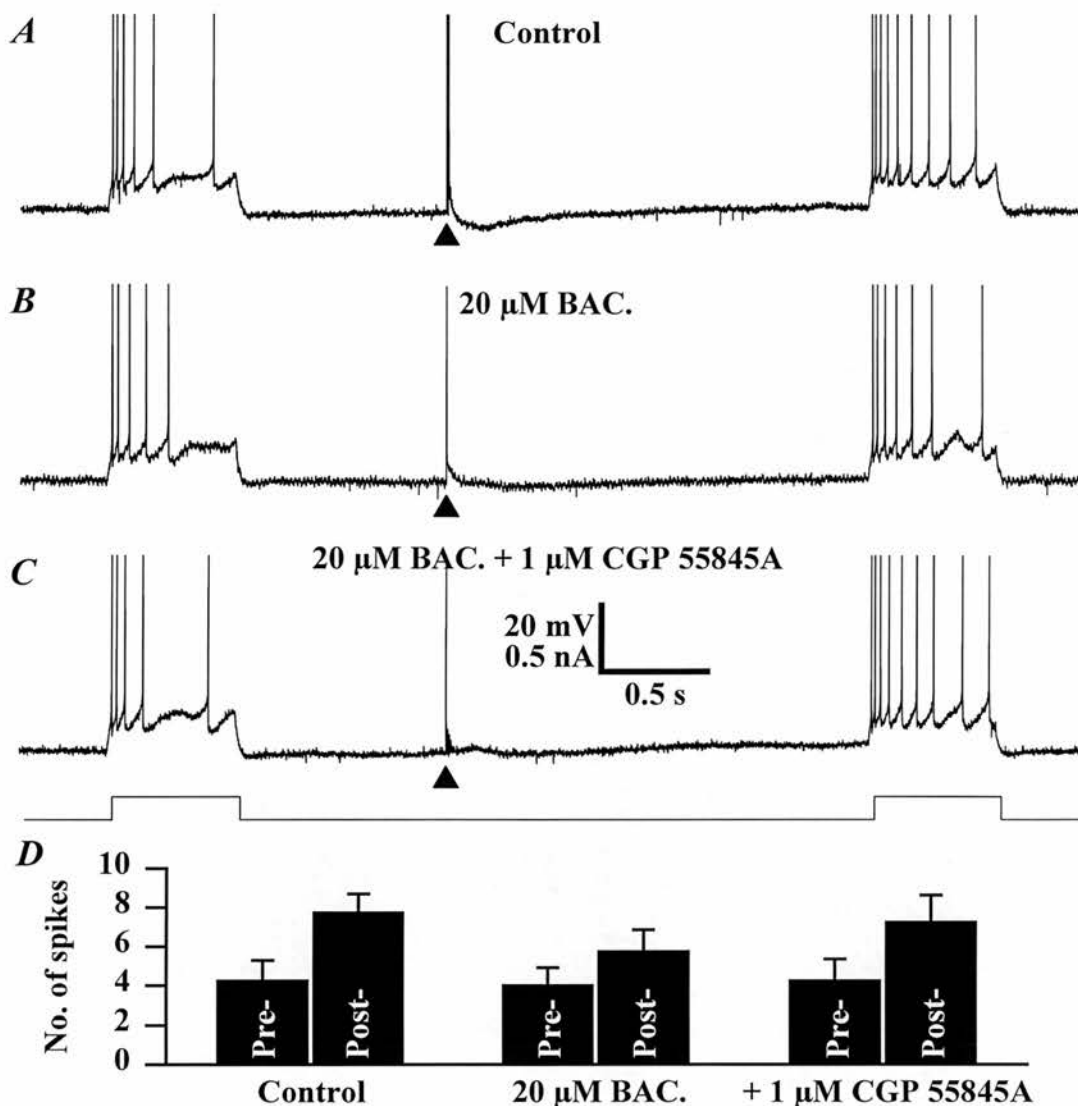 A
Control
B
20 µM BAC.
C
20 µM BAC. + 1 µM CGP 55845A
20 mV
0.5 nA
0.5 s
D
No. of spikes
10
8
6
4
2
0
Pre-
Post-
Pre-
Post-
Pre-
Post-
Control
20 µM BAC.
+ 1 µM CGP 55845A